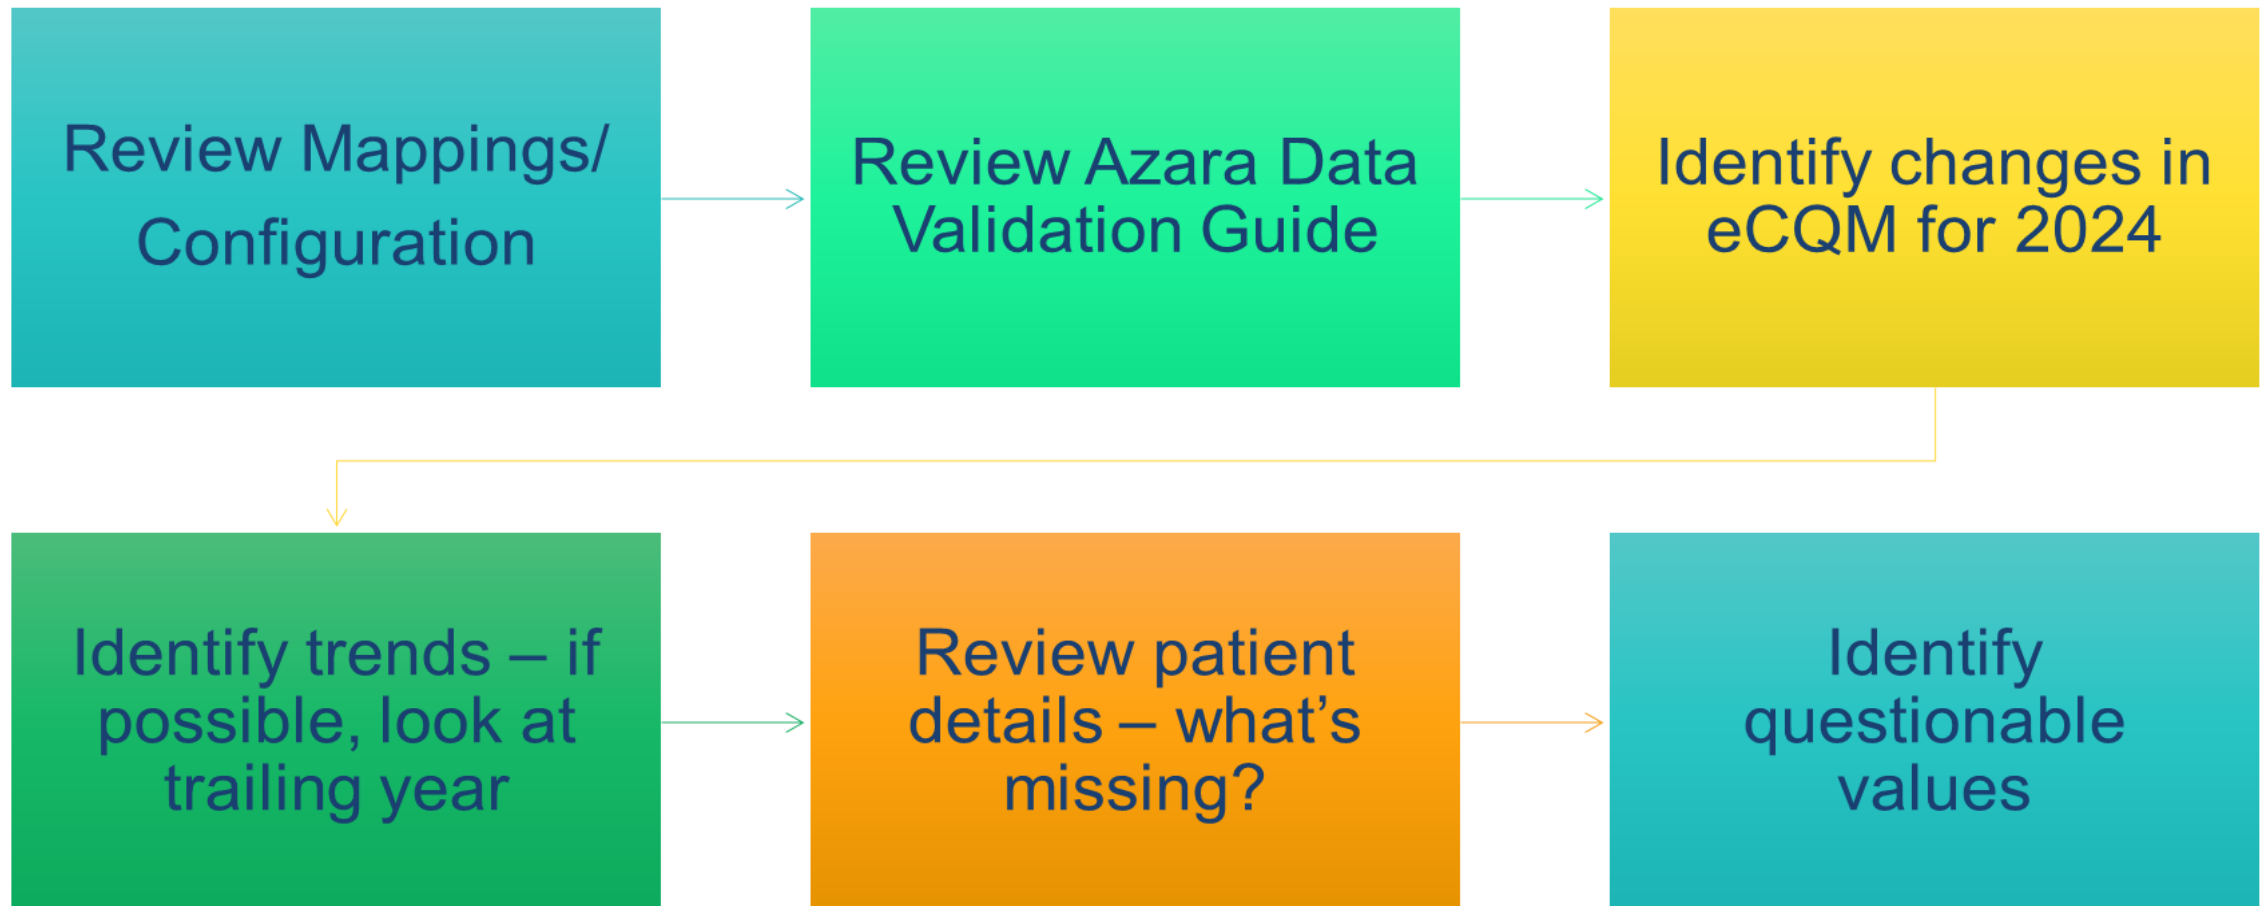 Review Mappings/
Configuration
Review Azara Data
Validation Guide
Identify changes in
eCQM for 2024
Identify trends – if
possible, look at
trailing year
Review patient
details – what’s
missing?
Identify
questionable
values